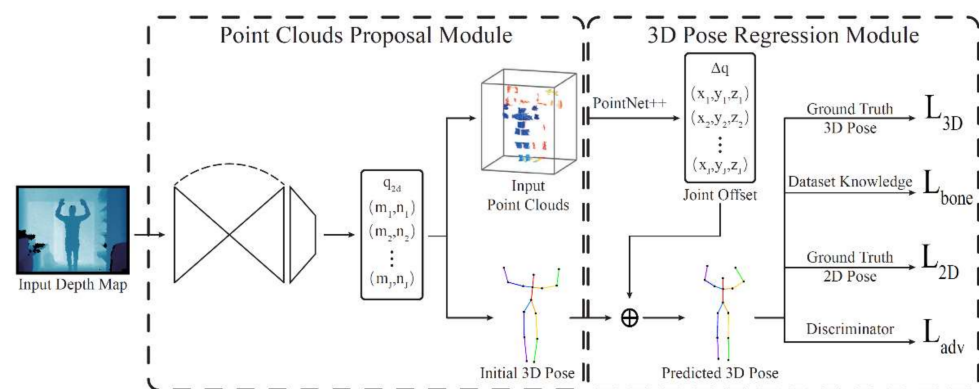 Point Clouds Proposal Module
3D Pose Regression Module
Input Depth Map
q2d
(m1,n1)
(m2,n2)
⋮
(mJ,nJ)
Input
Point Clouds
Initial 3D Pose
PointNet++
Δq
(x1,y1,z1)
(x2,y2,z2)
⋮
(xJ,yJ,zJ)
Joint Offset
⊕
Predicted 3D Pose
Ground Truth
3D Pose
L3D
Dataset Knowledge
Lbone
Ground Truth
2D Pose
L2D
Discriminator
Ladv